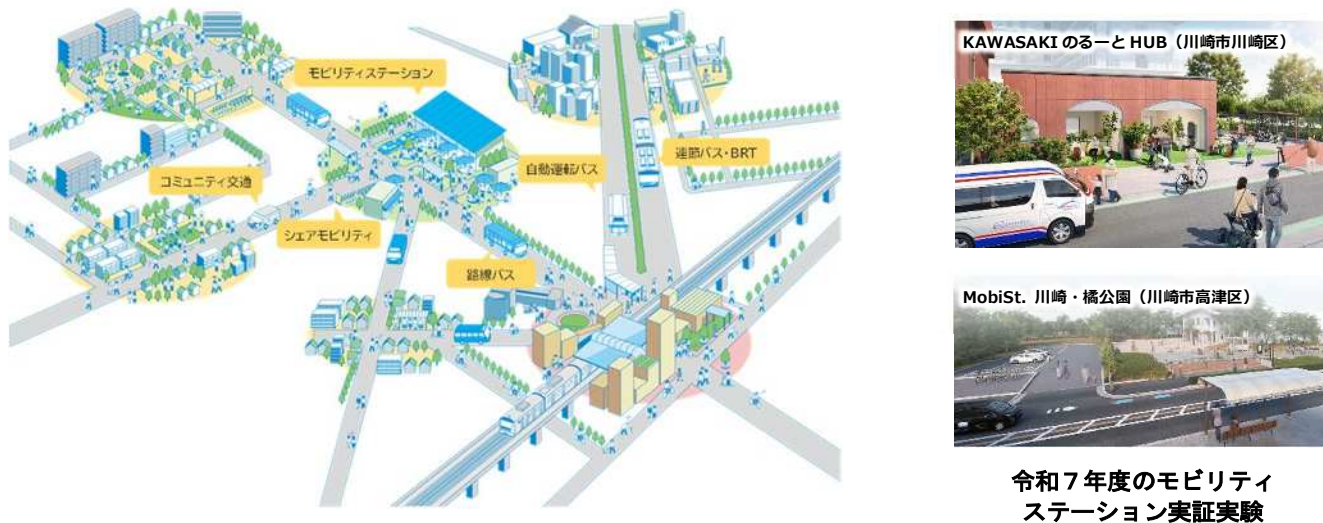 モビリティステーション
自動運転バス
連節バス・BRT
コミュニティ交通
シェアモビリティ
路線バス
KAWASAKI のるーと HUB（川崎市川崎区）
MobiSt. 川崎・橘公園（川崎市高津区）
令和７年度のモビリティ
ステーション実証実験